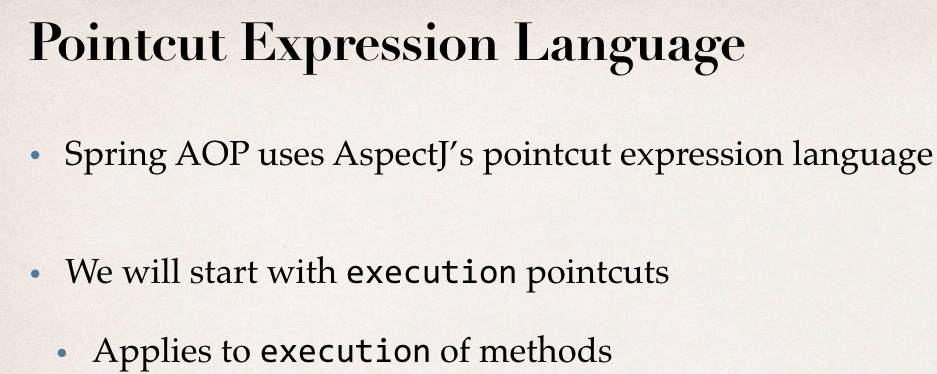 Pointcut Expression Language
• Spring AOP uses AspectJ's pointcut expression language
• We will start with execution pointcuts
• Applies to execution of methods